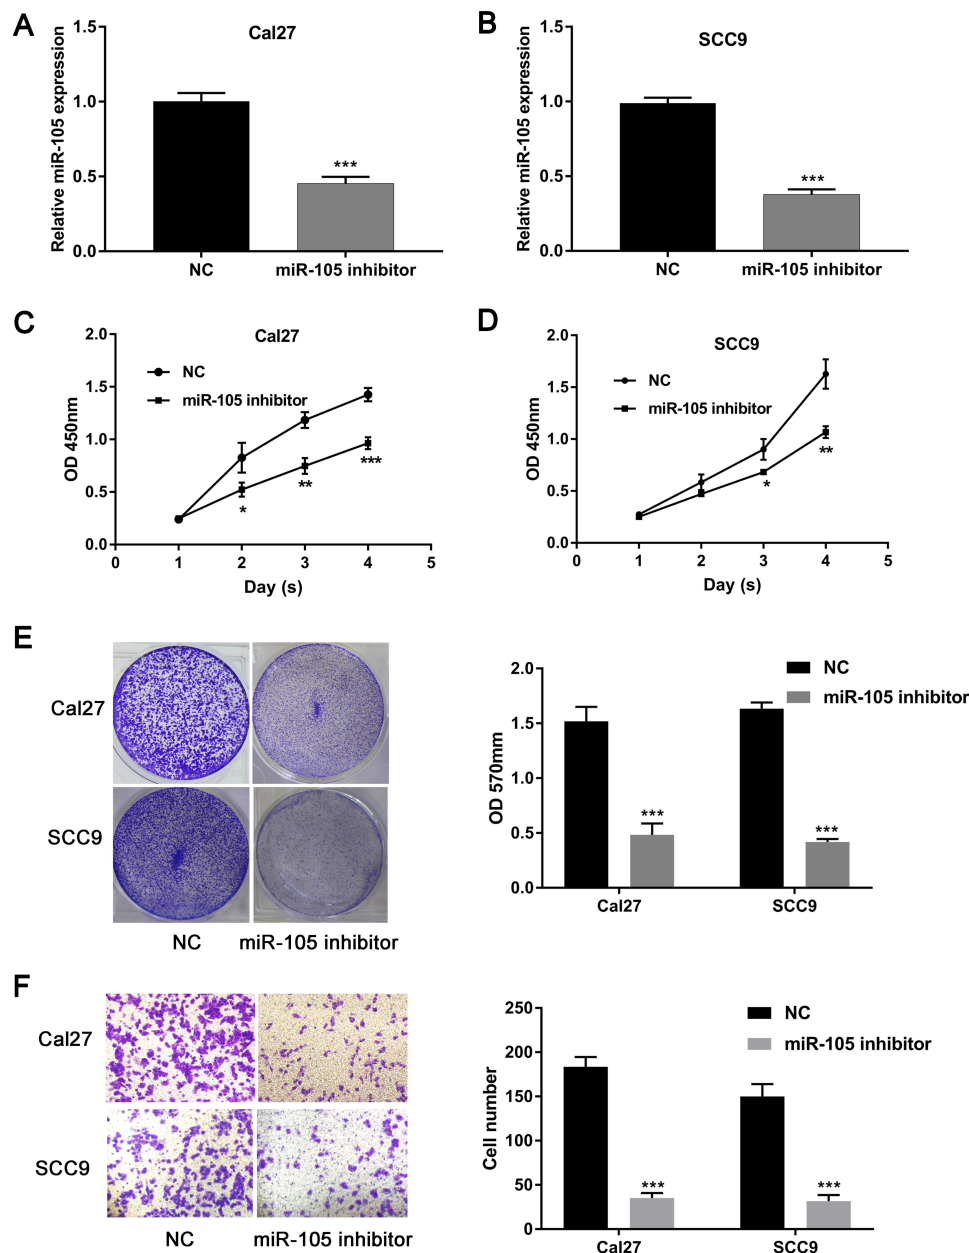 A
Cal27
Relative miR-105 expression
1.5
1.0
0.5
0.0
***
NC
miR-105 inhibitor
B
SCC9
Relative miR-105 expression
1.5
1.0
0.5
0.0
***
NC
miR-105 inhibitor
C
Cal27
OD 450nm
2.0
1.5
1.0
0.5
0.0
NC
miR-105 inhibitor
*
**
***
0 1 2 3 4 5
Day (s)
D
SCC9
OD 450nm
2.0
1.5
1.0
0.5
0.0
NC
miR-105 inhibitor
*
**
0 1 2 3 4 5
Day (s)
E
Cal27
SCC9
NC miR-105 inhibitor
OD 570mm
2.0
1.5
1.0
0.5
0.0
NC
miR-105 inhibitor
*** ***
Cal27 SCC9
F
Cal27
SCC9
NC miR-105 inhibitor
Cell number
250
200
150
100
50
0
NC
miR-105 inhibitor
*** ***
Cal27 SCC9